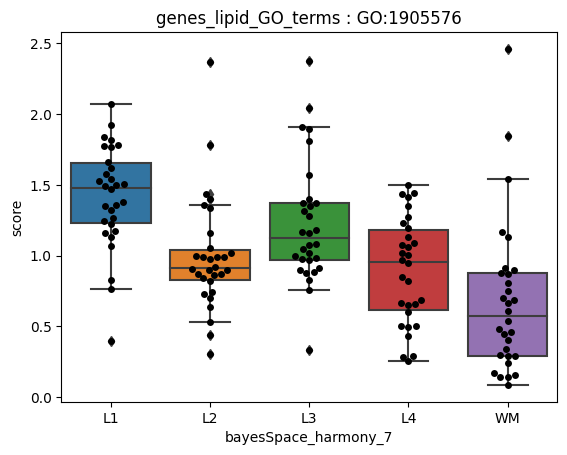 genes_lipid_GO_terms : GO:1905576
2.5
2.0
1.5
1.0
0.5
0.0
score
L1 L2 L3 L4 WM
bayesSpace_harmony_7